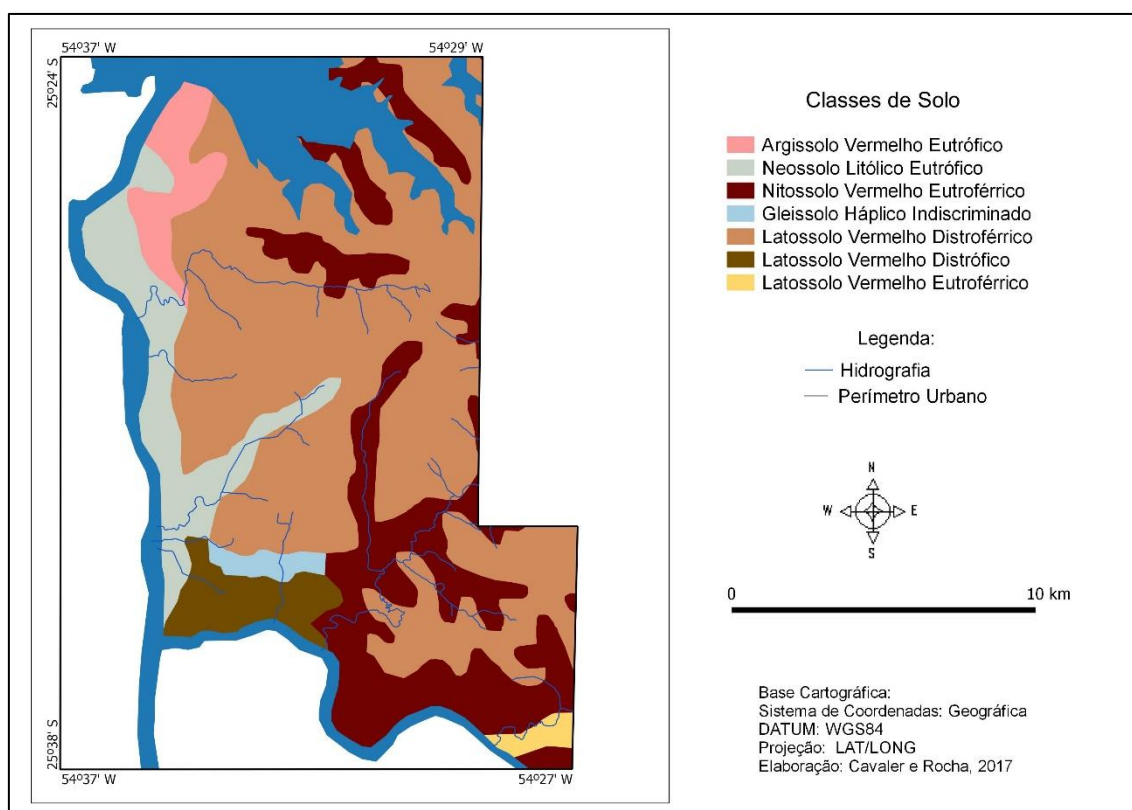 54º37' W
54º29' W
25º24' S
25º38' S
54º37' W
54º27' W
Classes de Solo
Argissolo Vermelho Eutrófico
Neossolo Litólico Eutrófico
Nitossolo Vermelho Eutroférrico
Gleissolo Háplico Indiscriminado
Latossolo Vermelho Distroférrico
Latossolo Vermelho Distrófico
Latossolo Vermelho Eutroférrico
Legenda:
Hidrografia
Perímetro Urbano
N
W
E
S
0
10 km
Base Cartográfica:
Sistema de Coordenadas: Geográfica
DATUM: WGS84
Projeção: LAT/LONG
Elaboração: Cavaler e Rocha, 2017